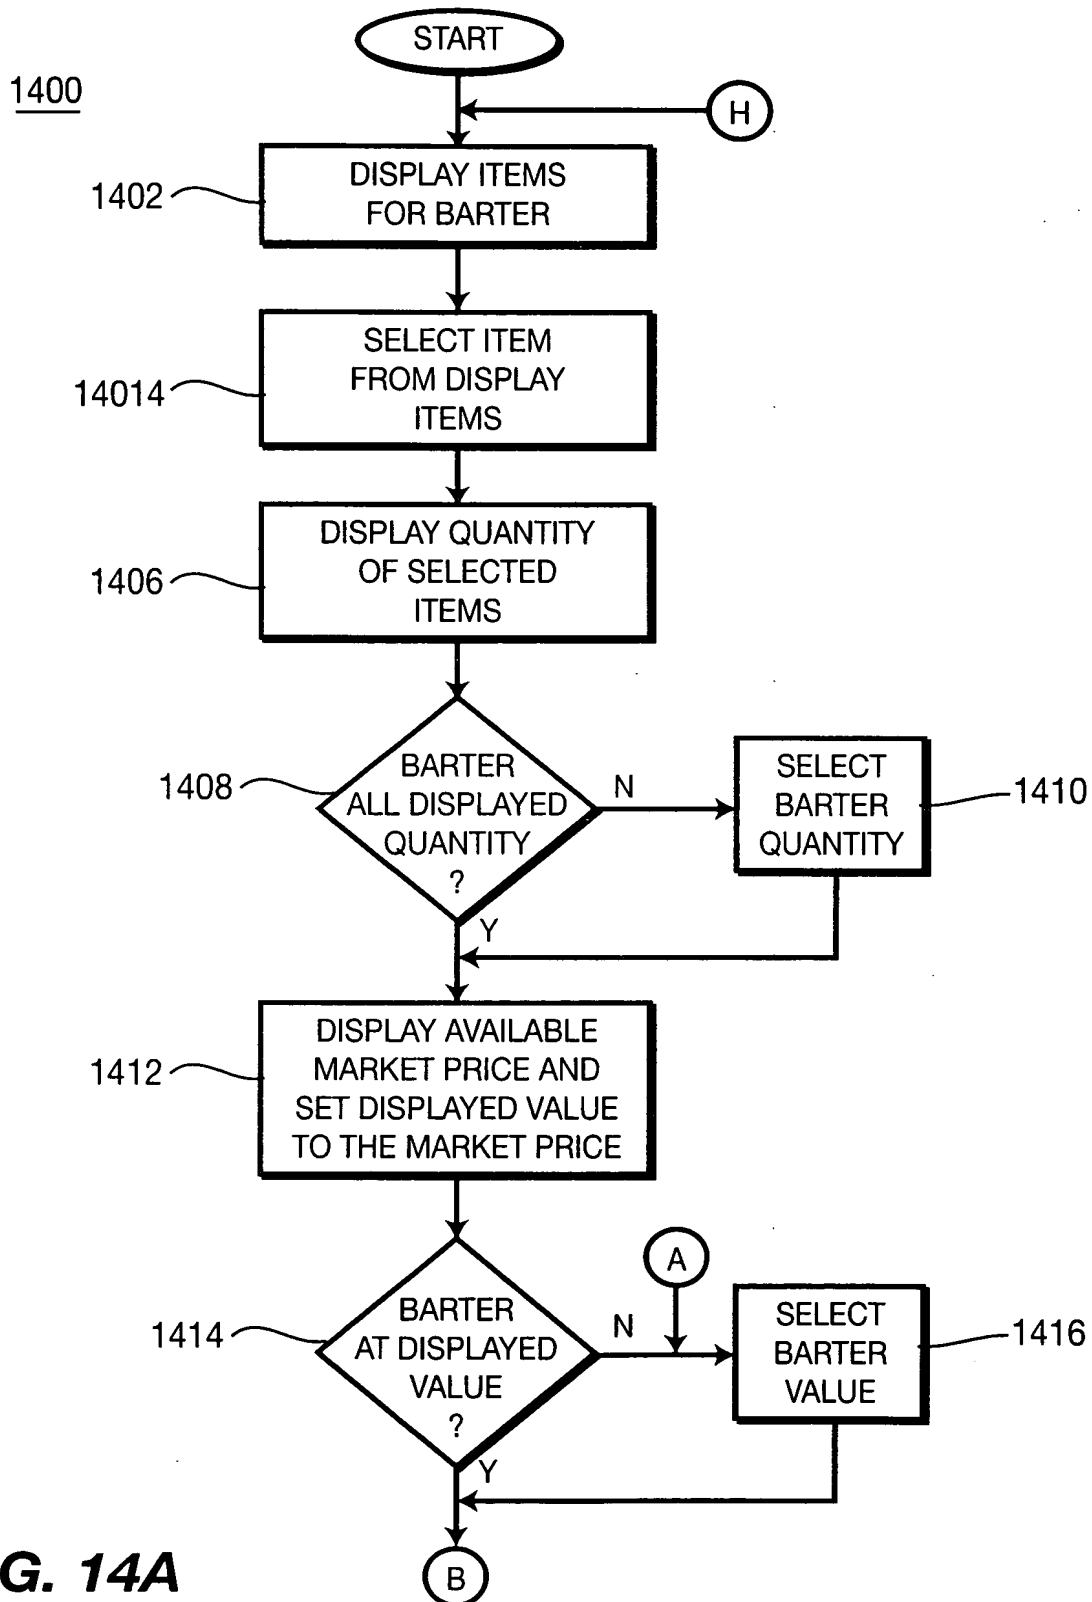 START
1400
H
DISPLAY ITEMS
FOR BARTER
1402
SELECT ITEM
FROM DISPLAY
ITEMS
14014
DISPLAY QUANTITY
OF SELECTED
ITEMS
1406
BARTER
ALL DISPLAYED
QUANTITY
?
1408
N
SELECT
BARTER
QUANTITY
1410
Y
DISPLAY AVAILABLE
MARKET PRICE AND
SET DISPLAYED VALUE
TO THE MARKET PRICE
1412
A
BARTER
AT DISPLAYED
VALUE
?
1414
N
SELECT
BARTER
VALUE
1416
Y
B
G. 14A